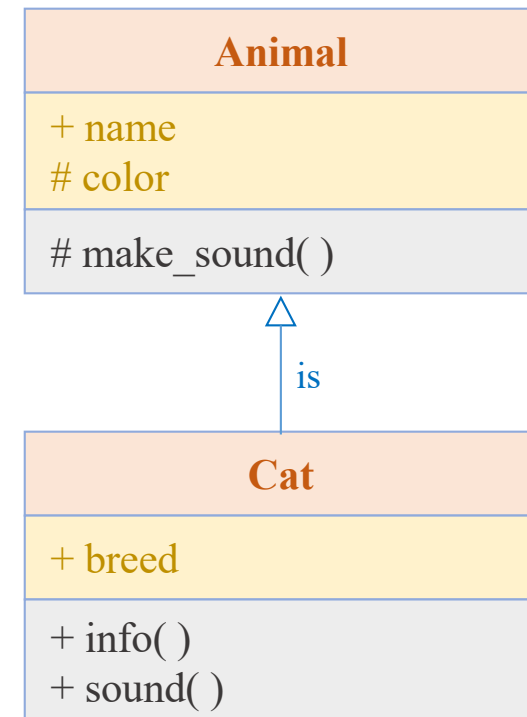 Animal
+ name
# color
# make_sound( )
is
Cat
+ breed
+ info( )
+ sound( )